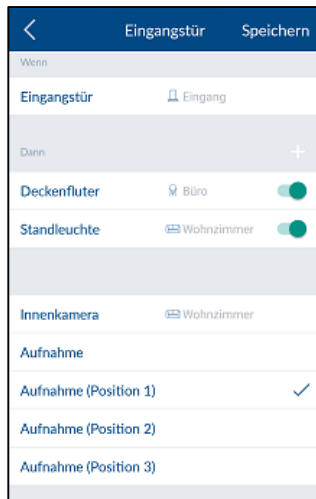 Eingangstür Speichern
Wenn
Eingangstür Eingang
Dann
Deckenfluter Büro
Standleuchte Wohnzimmer
Innenkamera Wohnzimmer
Aufnahme
Aufnahme (Position 1)
Aufnahme (Position 2)
Aufnahme (Position 3)